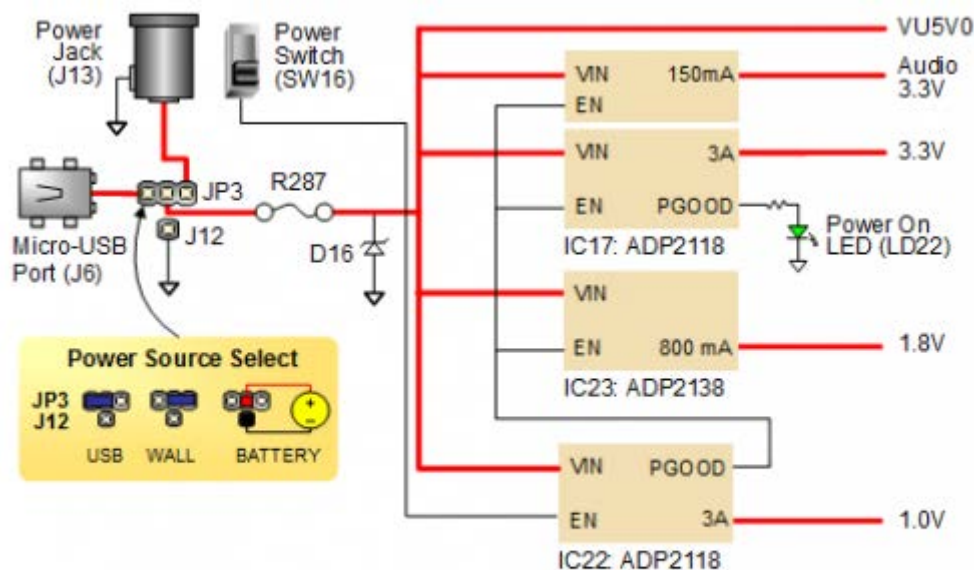 Power
Jack
(J13)
Power
Switch
(SW16)
VU5V0
VIN
150mA
Audio
3.3V
EN
VIN
3A
3.3V
EN
PGOOD
Power On
LED (LD22)
IC17: ADP2118
JP3
R287
J12
D16
Micro-USB
Port (J6)
VIN
EN
800 mA
1.8V
IC23: ADP2138
Power Source Select
JP3
J12
+
−
USB
WALL
BATTERY
VIN
PGOOD
EN
3A
1.0V
IC22: ADP2118